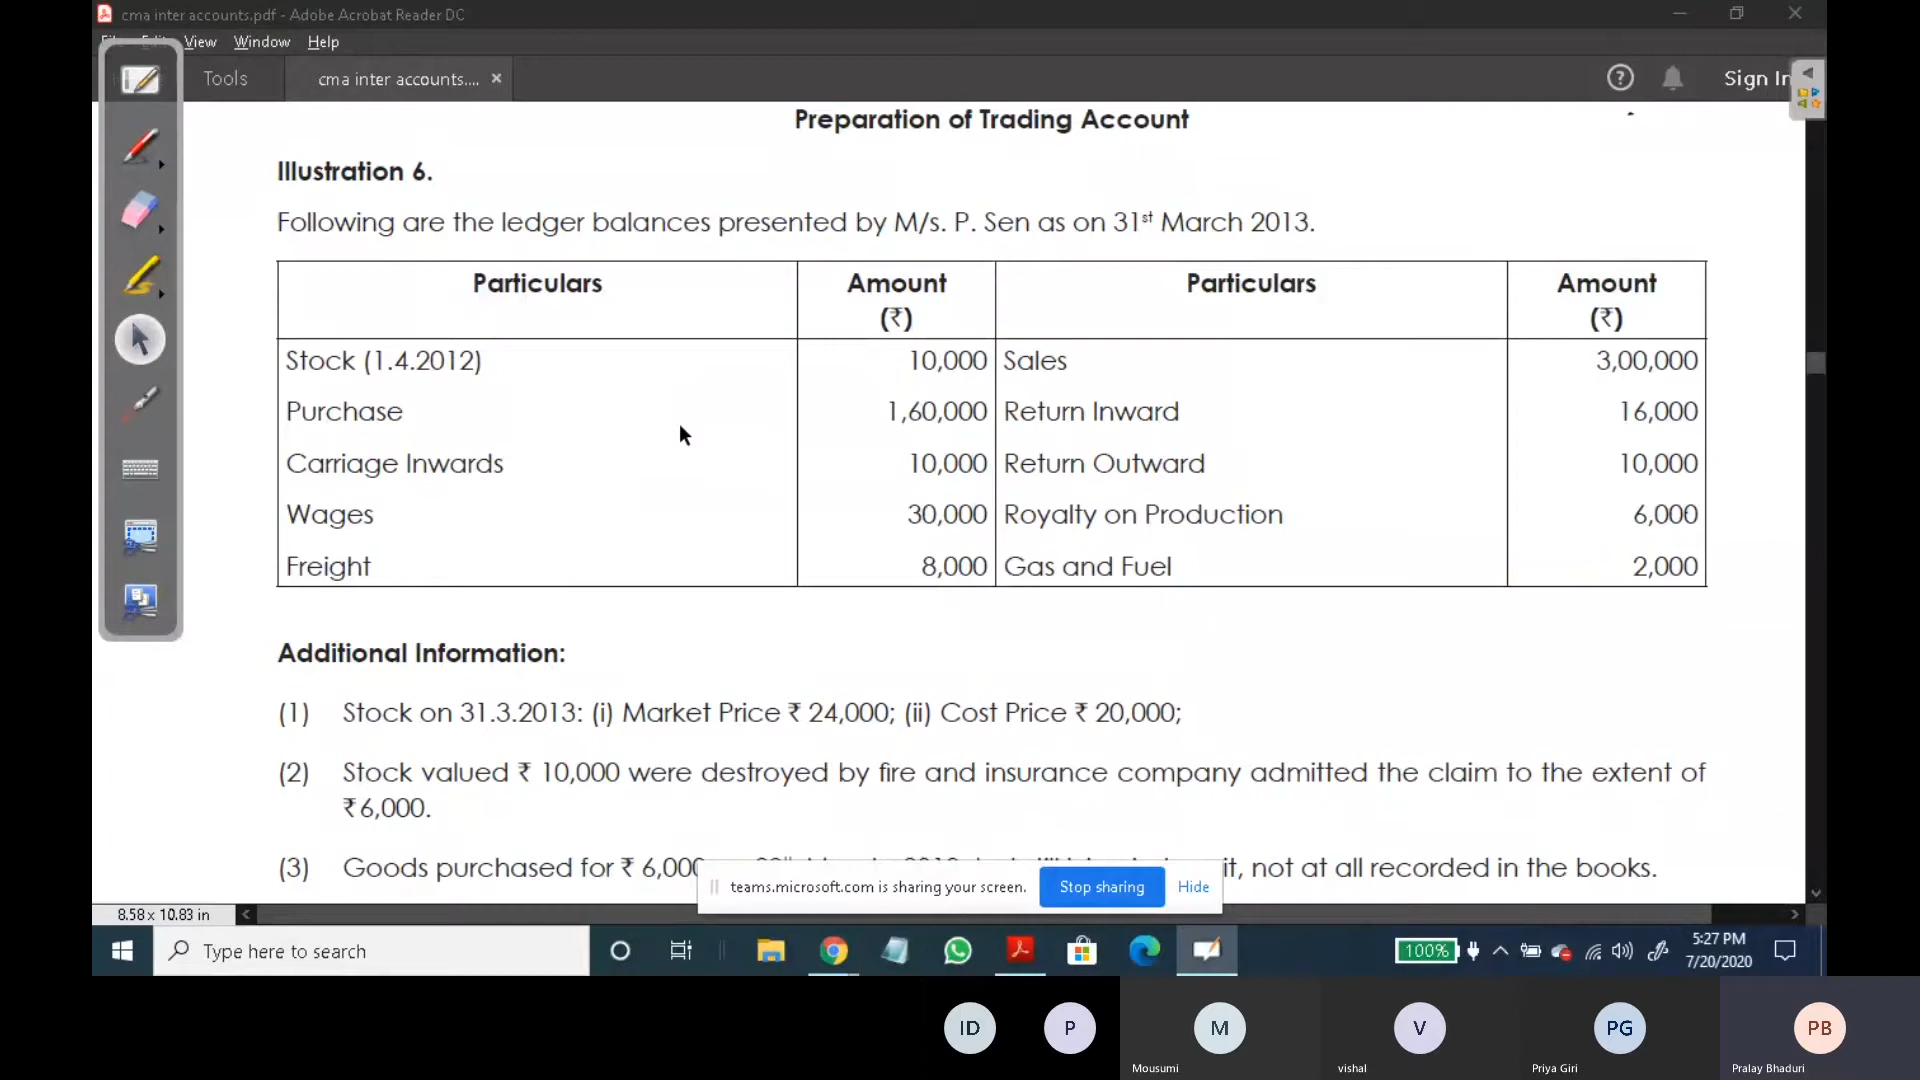 cma inter accounts.pdf - Adobe Acrobat Reader DC
View Window Help
Tools cma inter accounts.... × Sign In
Preparation of Trading Account
Illustration 6.
Following are the ledger balances presented by M/s. P. Sen as on 31st March 2013.
Particulars Amount (₹) Particulars Amount (₹)
Stock (1.4.2012) 10,000 Sales 3,00,000
Purchase 1,60,000 Return Inward 16,000
Carriage Inwards 10,000 Return Outward 10,000
Wages 30,000 Royalty on Production 6,000
Freight 8,000 Gas and Fuel 2,000
Additional Information:
(1) Stock on 31.3.2013: (i) Market Price ₹ 24,000; (ii) Cost Price ₹ 20,000;
(2) Stock valued ₹ 10,000 were destroyed by fire and insurance company admitted the claim to the extent of
₹6,000.
(3) Goods purchased for ₹ 6,000 not at all recorded in the books.
teams.microsoft.com is sharing your screen. Stop sharing Hide
8.58 x 10.83 in
Type here to search
100%
5:27 PM
7/20/2020
ID P M V PG PB
Mousumi vishal Priya Giri Pralay Bhaduri